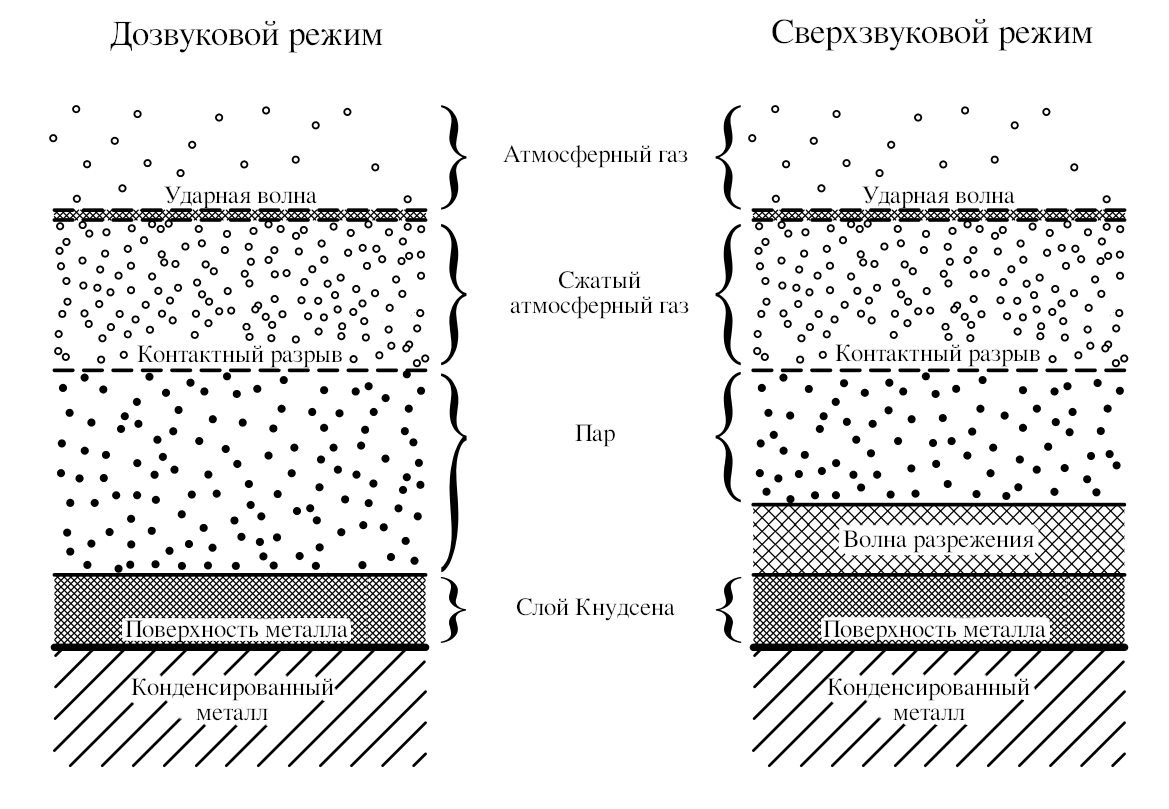 Дозвуковой режим
Сверхзвуковой режим
Атмосферный газ
Ударная волна
Ударная волна
Сжатый
атмосферный газ
Контактный разрыв
Контактный разрыв
Пар
Волна разрежения
Слой Кнудсена
Поверхность металла
Поверхность металла
Конденсированный
металл
Конденсированный
металл